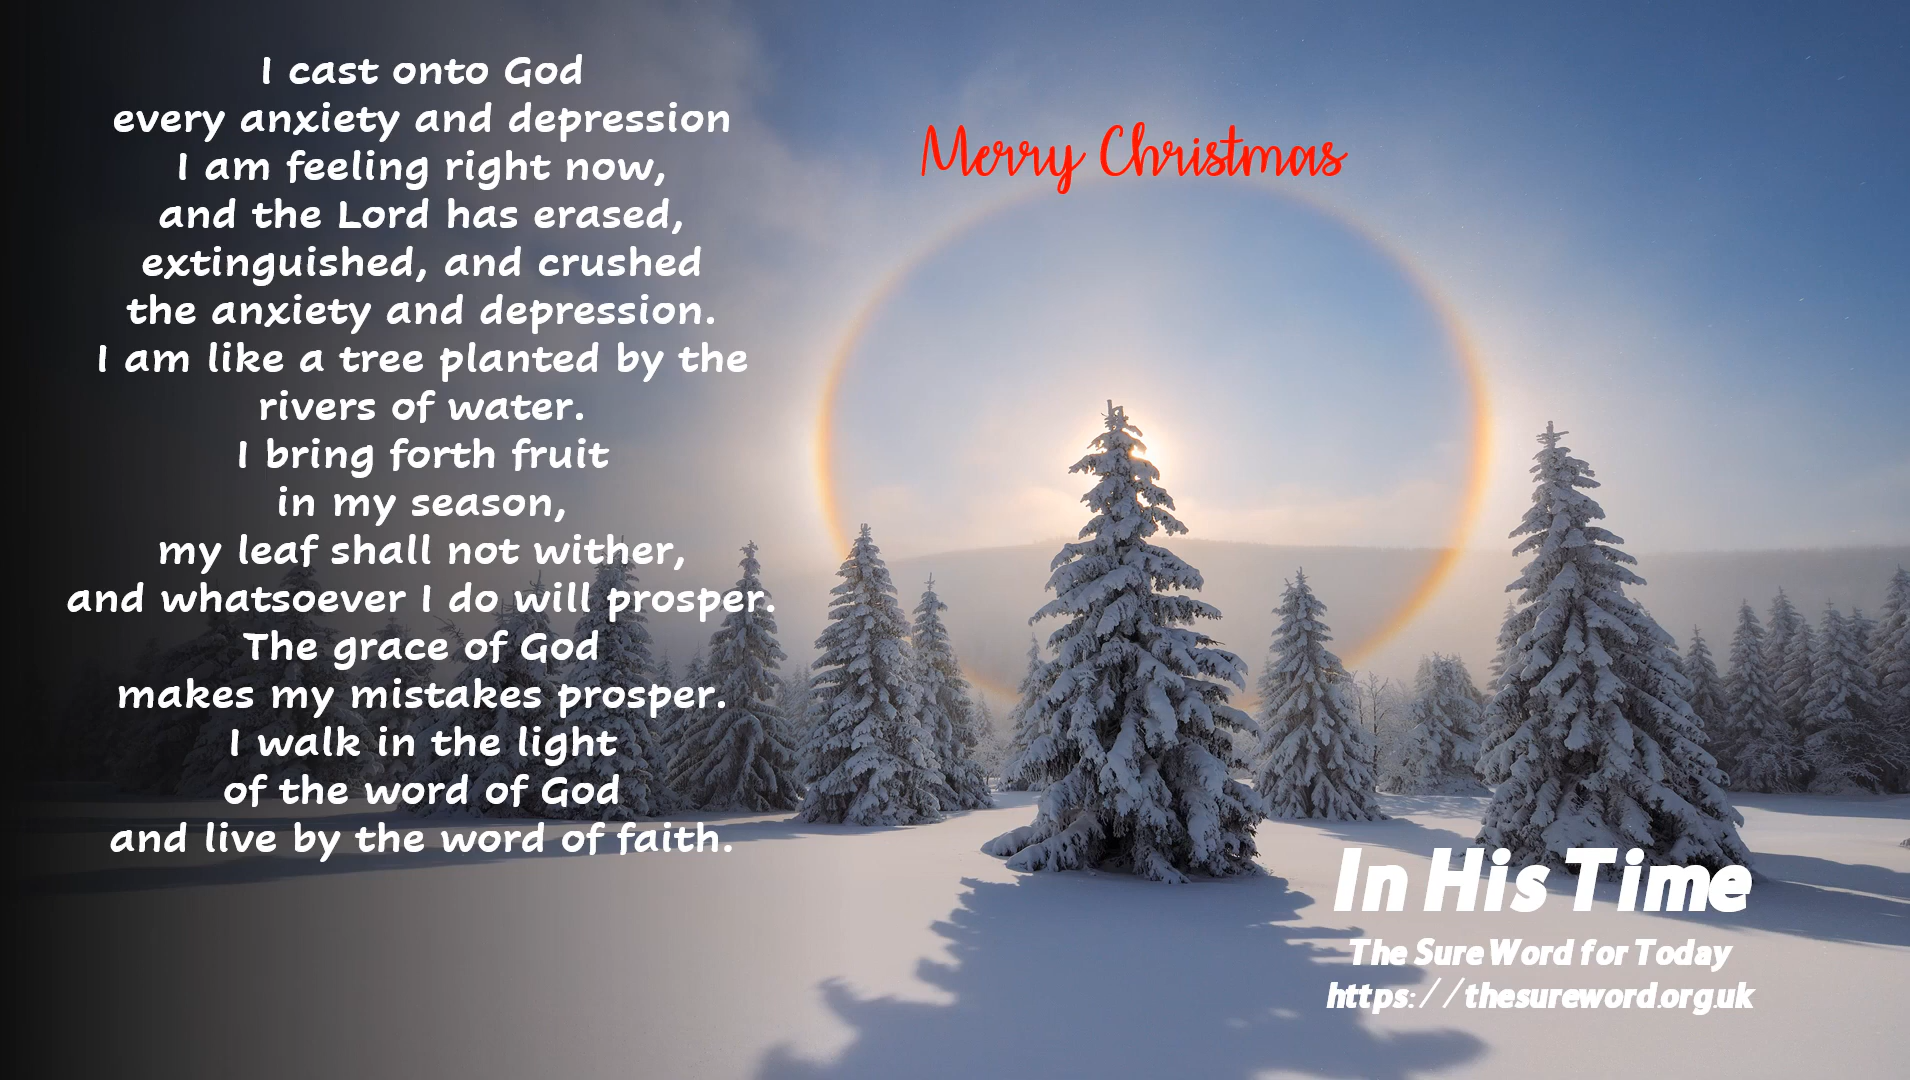 I cast onto God
every anxiety and depression
I am feeling right now,
and the Lord has erased,
extinguished, and crushed
the anxiety and depression.
I am like a tree planted by the
rivers of water.
I bring forth fruit
in my season,
my leaf shall not wither,
and whatsoever I do will prosper.
The grace of God
makes my mistakes prosper.
I walk in the light
of the word of God
and live by the word of faith.
Merry Christmas
In His Time
The Sure Word for Today
https://thesureword.org.uk